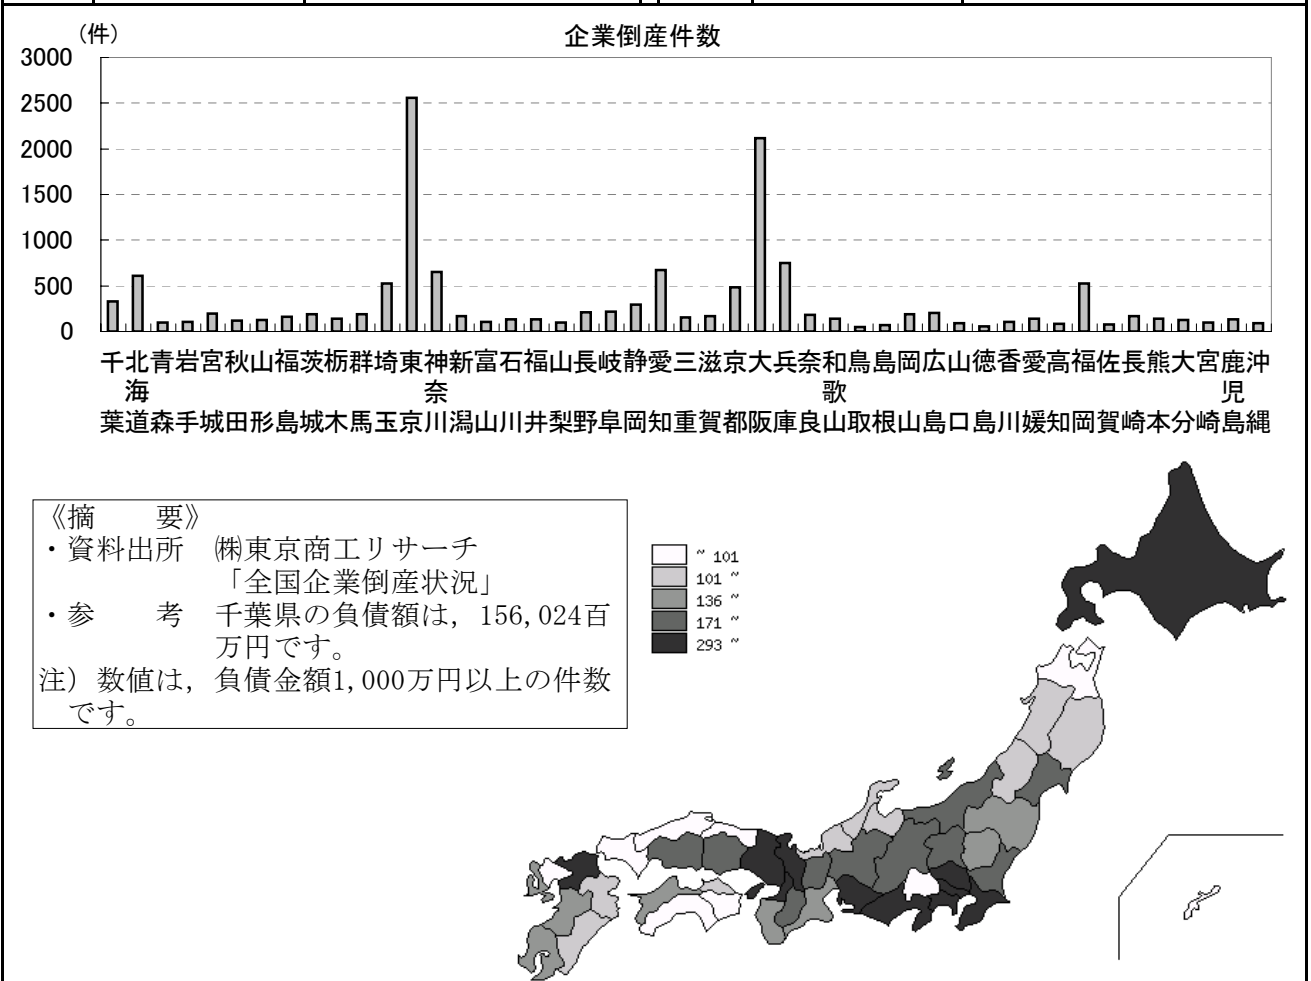 (件)
企業倒産件数
3000
2500
2000
1500
1000
500
0
千葉
北海道
青森
岩手
宮城
秋田
山形
福島
茨城
栃木
群馬
埼玉
東京
神奈川
新潟
富山
石川
福井
山梨
長野
岐阜
静岡
愛知
三重
滋賀
京都
大阪
兵庫
奈良
和歌山
鳥取
島根
岡山
広島
山口
徳島
香川
愛媛
高知
福岡
佐賀
長崎
熊本
大分
宮崎
鹿児島
沖縄
《摘　　要》
・資料出所　㈱東京商工リサーチ
「全国企業倒産状況」
・参　　考　千葉県の負債額は，156,024百
万円です。
注）数値は，負債金額1,000万円以上の件数
です。
~ 101
101 ~
136 ~
171 ~
293 ~